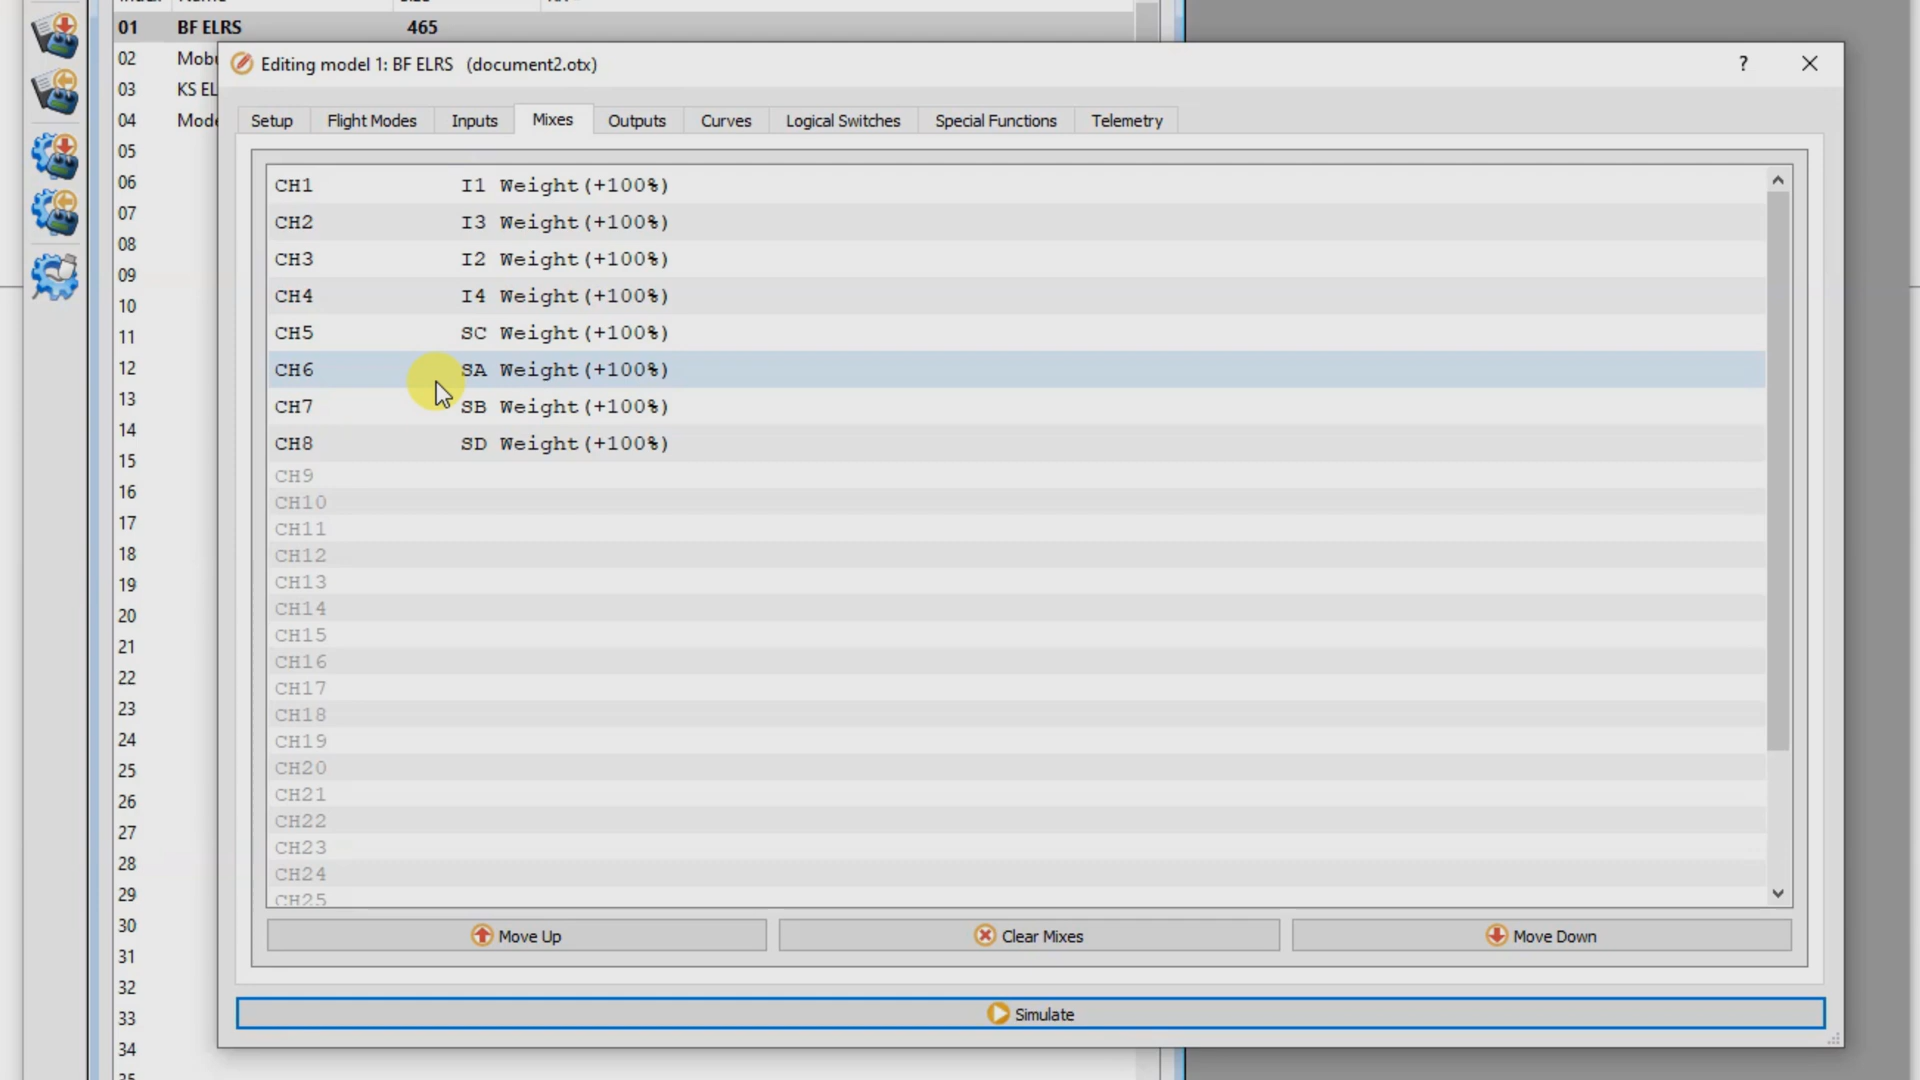 01 BF ELRS 465
02
03 KS EL
04
05
06
07
08
09
10
11
12
13
14
15
16
17
18
19
20
21
22
23
24
25
26
27
28
29
30
31
32
33
34
Editing model 1: BF ELRS (document2.otx)
?
Setup Flight Modes Inputs Mixes Outputs Curves Logical Switches Special Functions Telemetry
CH1 I1 Weight(+100%)
CH2 I3 Weight(+100%)
CH3 I2 Weight(+100%)
CH4 I4 Weight(+100%)
CH5 SC Weight(+100%)
CH6 SA Weight(+100%)
CH7 SB Weight(+100%)
CH8 SD Weight(+100%)
CH9
CH10
CH11
CH12
CH13
CH14
CH15
CH16
CH17
CH18
CH19
CH20
CH21
CH22
CH23
CH24
CH25
Move Up Clear Mixes Move Down
Simulate